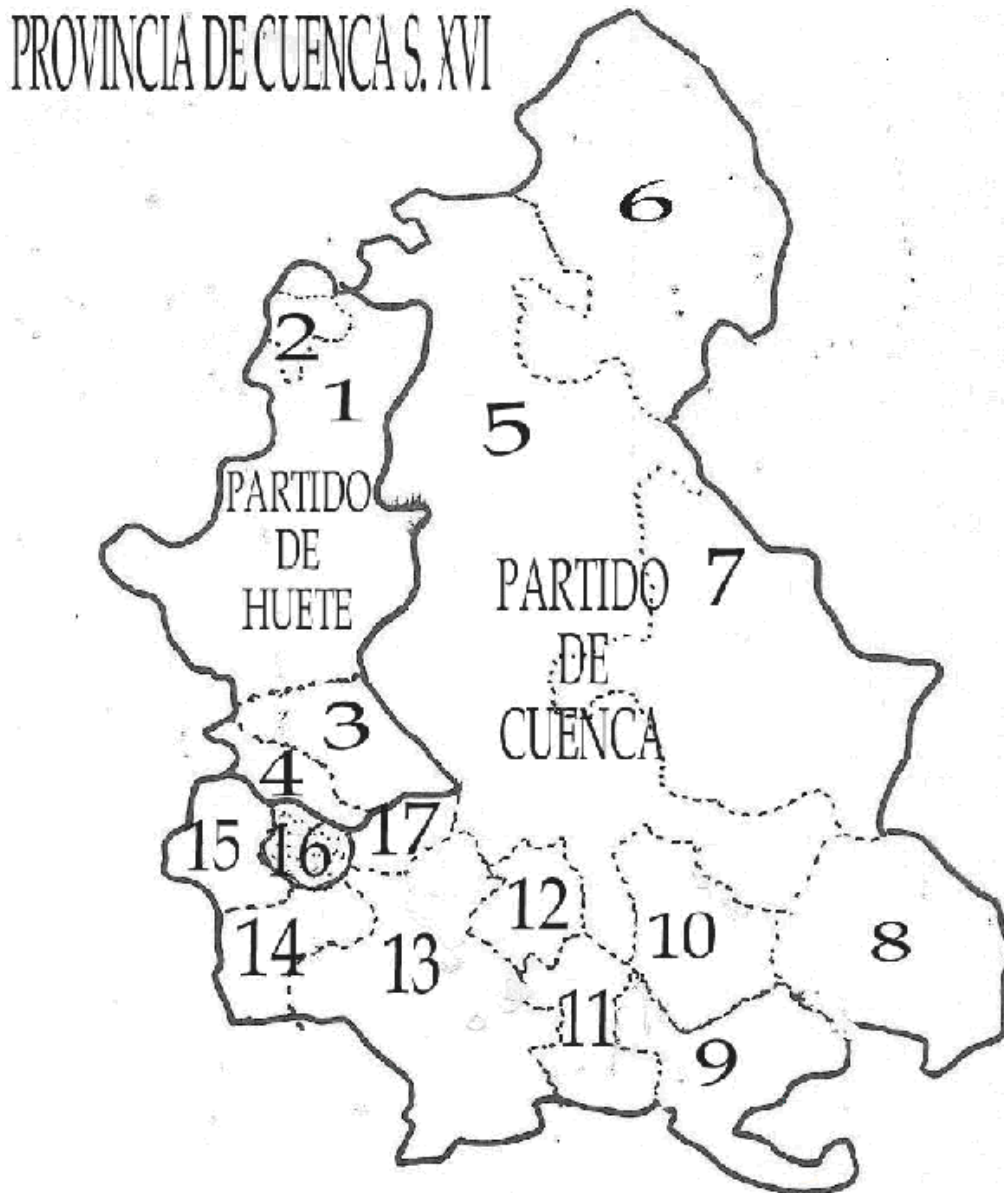 PROVINCIA DE CUENCA S. XVI
6
2
1
5
PARTIDO
DE
HUETE
7
PARTIDO
DE
CUENCA
3
4
17
15
16
12
14
13
10
8
11
9